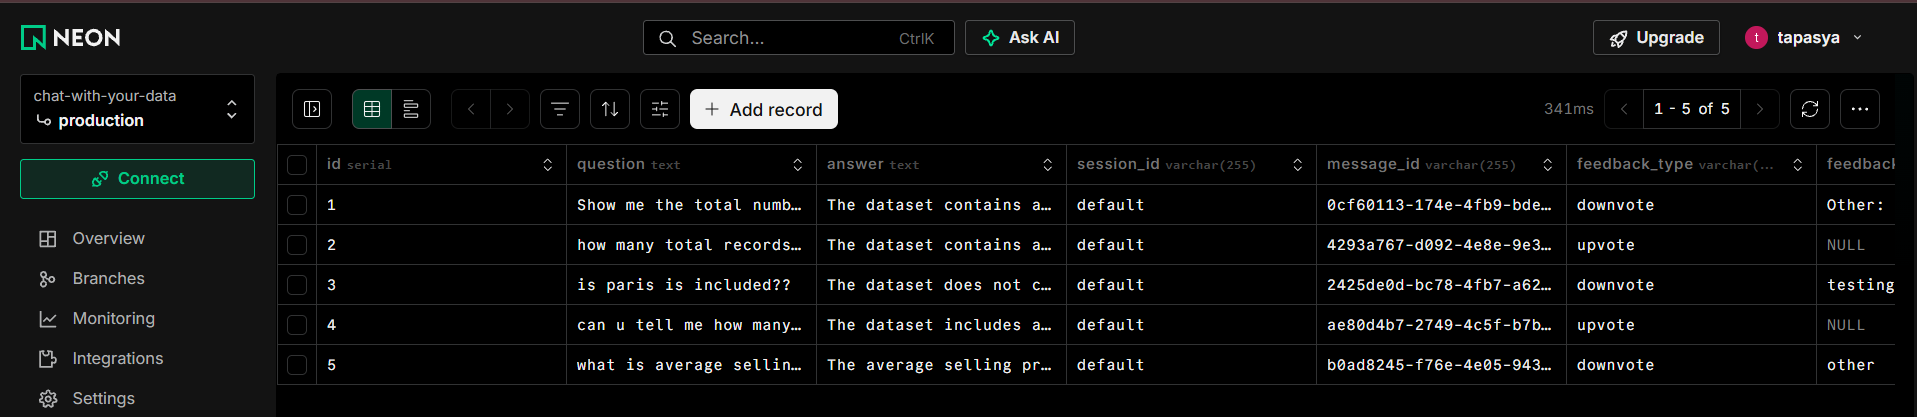 NEON
Search... CtrlK
Ask AI
Upgrade
t tapasya
chat-with-your-data
production
Connect
Overview
Branches
Monitoring
Integrations
Settings
Add record
341ms
1 - 5 of 5
id serial question text answer text session_id varchar(255) message_id varchar(255) feedback_type varchar(... feedback
1 Show me the total numb… The dataset contains a… default 0cf60113-174e-4fb9-bde… downvote Other:
2 how many total records… The dataset contains a… default 4293a767-d092-4e8e-9e3… upvote NULL
3 is paris is included?? The dataset does not c… default 2425de0d-bc78-4fb7-a62… downvote testing
4 can u tell me how many… The dataset includes a… default ae80d4b7-2749-4c5f-b7b… upvote NULL
5 what is average sellin… The average selling pr… default b0ad8245-f76e-4e05-943… downvote other